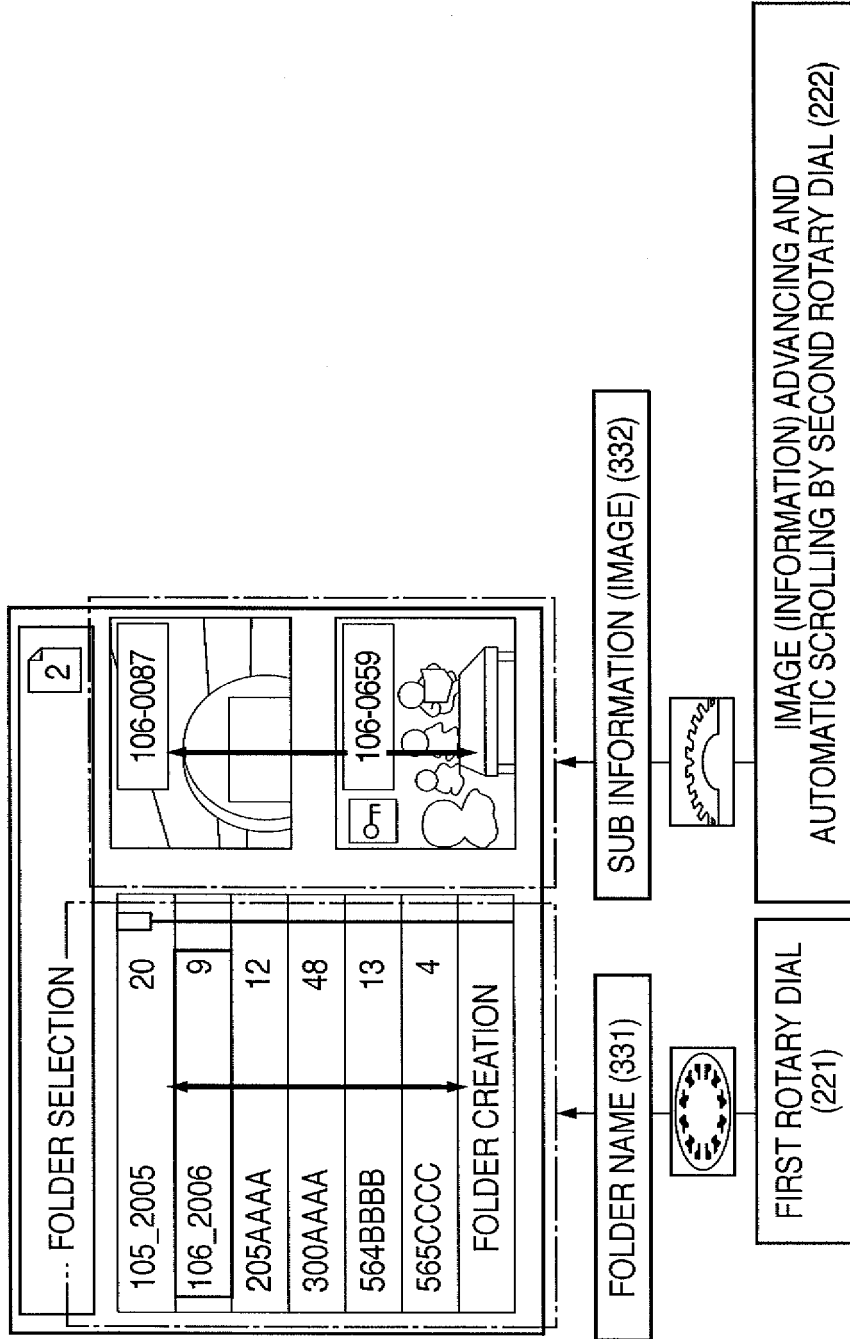 FOLDER SELECTION
2
105_2005 20
106_2006 9
205AAAA 12
300AAAA 48
564BBBB 13
565CCCC 4
FOLDER CREATION
106-0087
106-0659
FOLDER NAME (331)
SUB INFORMATION (IMAGE) (332)
FIRST ROTARY DIAL
(221)
IMAGE (INFORMATION) ADVANCING AND
AUTOMATIC SCROLLING BY SECOND ROTARY DIAL (222)